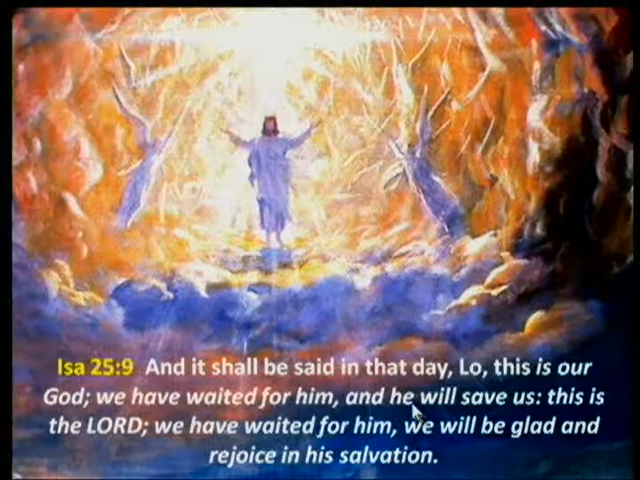 Isa 25:9 And it shall be said in that day, Lo, this is our
God; we have waited for him, and he will save us: this is
the LORD; we have waited for him, we will be glad and
rejoice in his salvation.